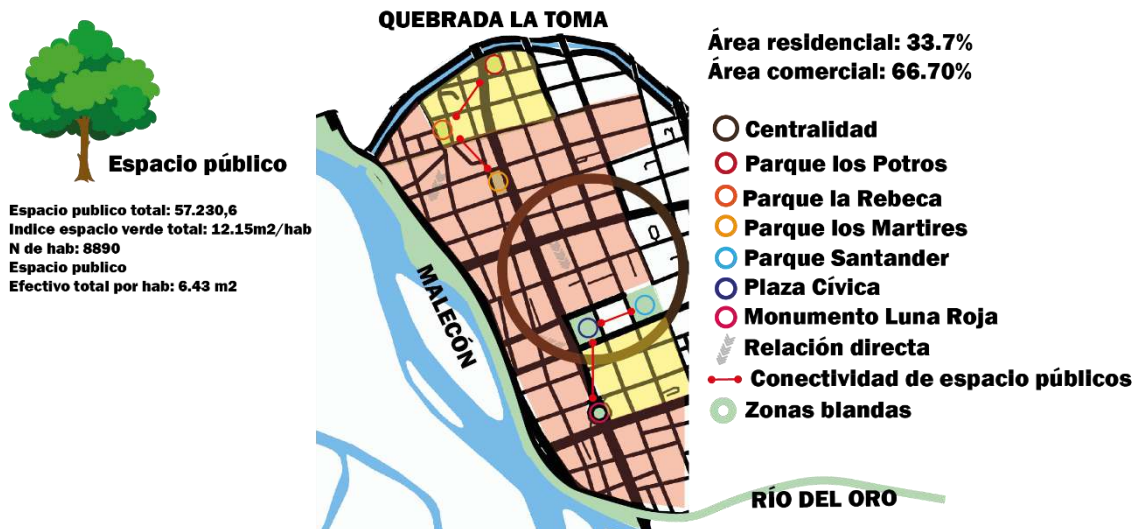 QUEBRADA LA TOMA
Espacio público
Espacio publico total: 57.230,6
Indice espacio verde total: 12.15m2/hab
N de hab: 8890
Espacio publico
Efectivo total por hab: 6.43 m2
MALECÓN
Área residencial: 33.7%
Área comercial: 66.70%
Centralidad
Parque los Potros
Parque la Rebeca
Parque los Martires
Parque Santander
Plaza Cívica
Monumento Luna Roja
Relación directa
Conectividad de espacio públicos
Zonas blandas
RÍO DEL ORO